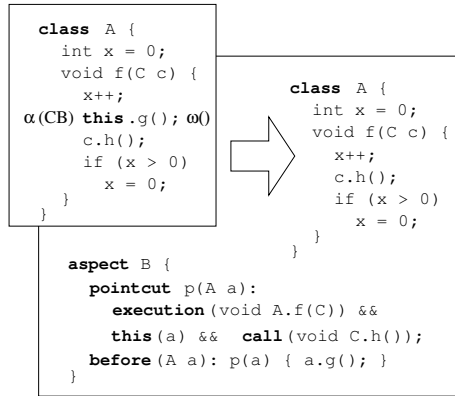 class A {
int x = 0;
void f(C c) {
x++;
α(CB) this.g(); ω()
c.h();
if (x > 0)
x = 0;
}
}
class A {
int x = 0;
void f(C c) {
x++;
c.h();
if (x > 0)
x = 0;
}
}
aspect B {
pointcut p(A a):
execution(void A.f(C)) &&
this(a) && call(void C.h());
before(A a): p(a) { a.g(); }
}